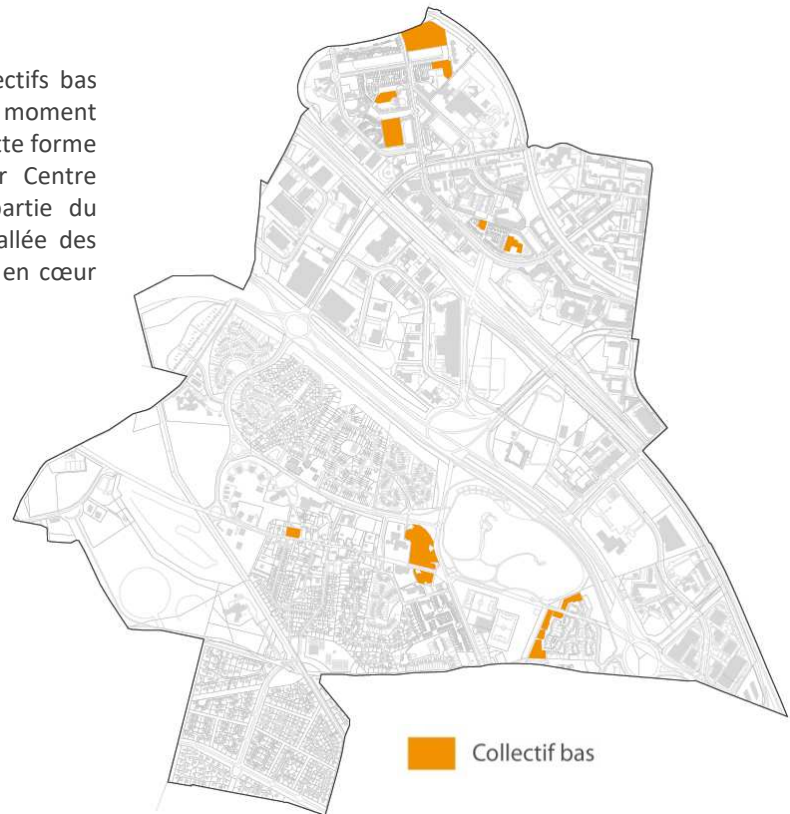 ectifs bas
moment
tte forme
r Centre
partie du
allée des
en cœur
Collectif bas